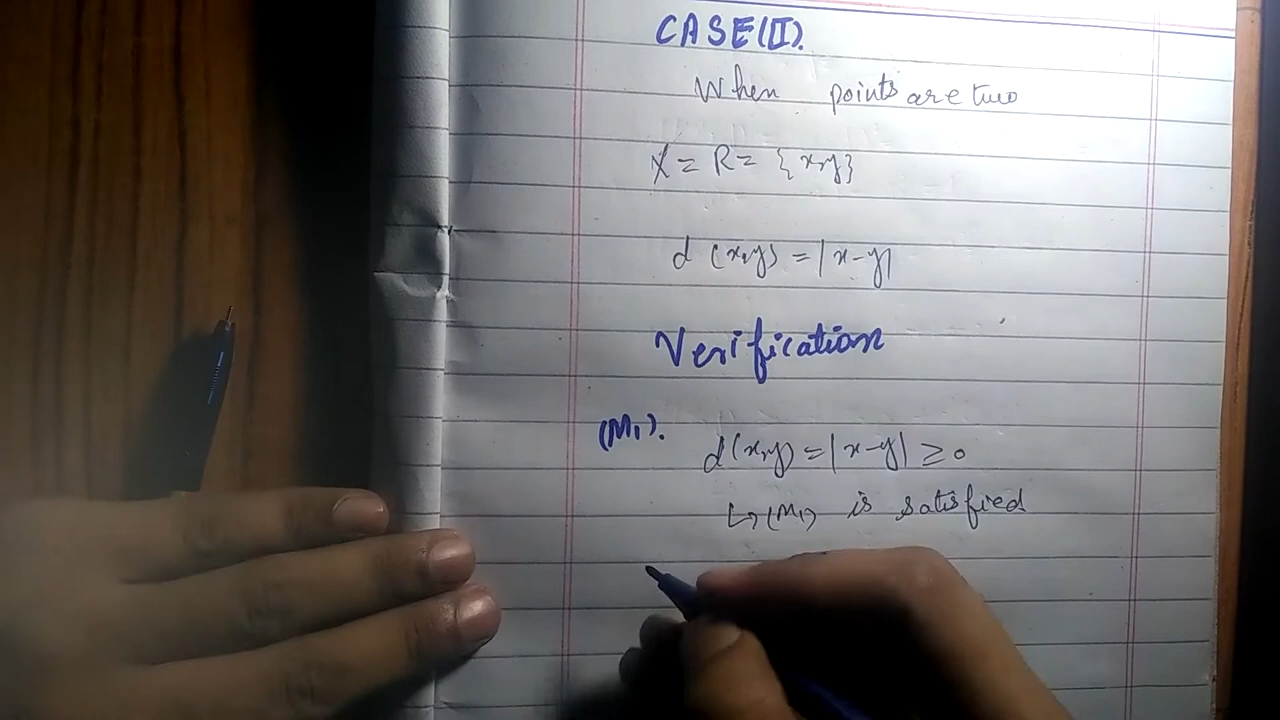 CASE(II).
When points are two
X = R = {x,y}
d (x,y) = |x-y|
Verification
(M₁). d(x,y) = |x-y| ≥ 0
↳ (M₁) is satisfied